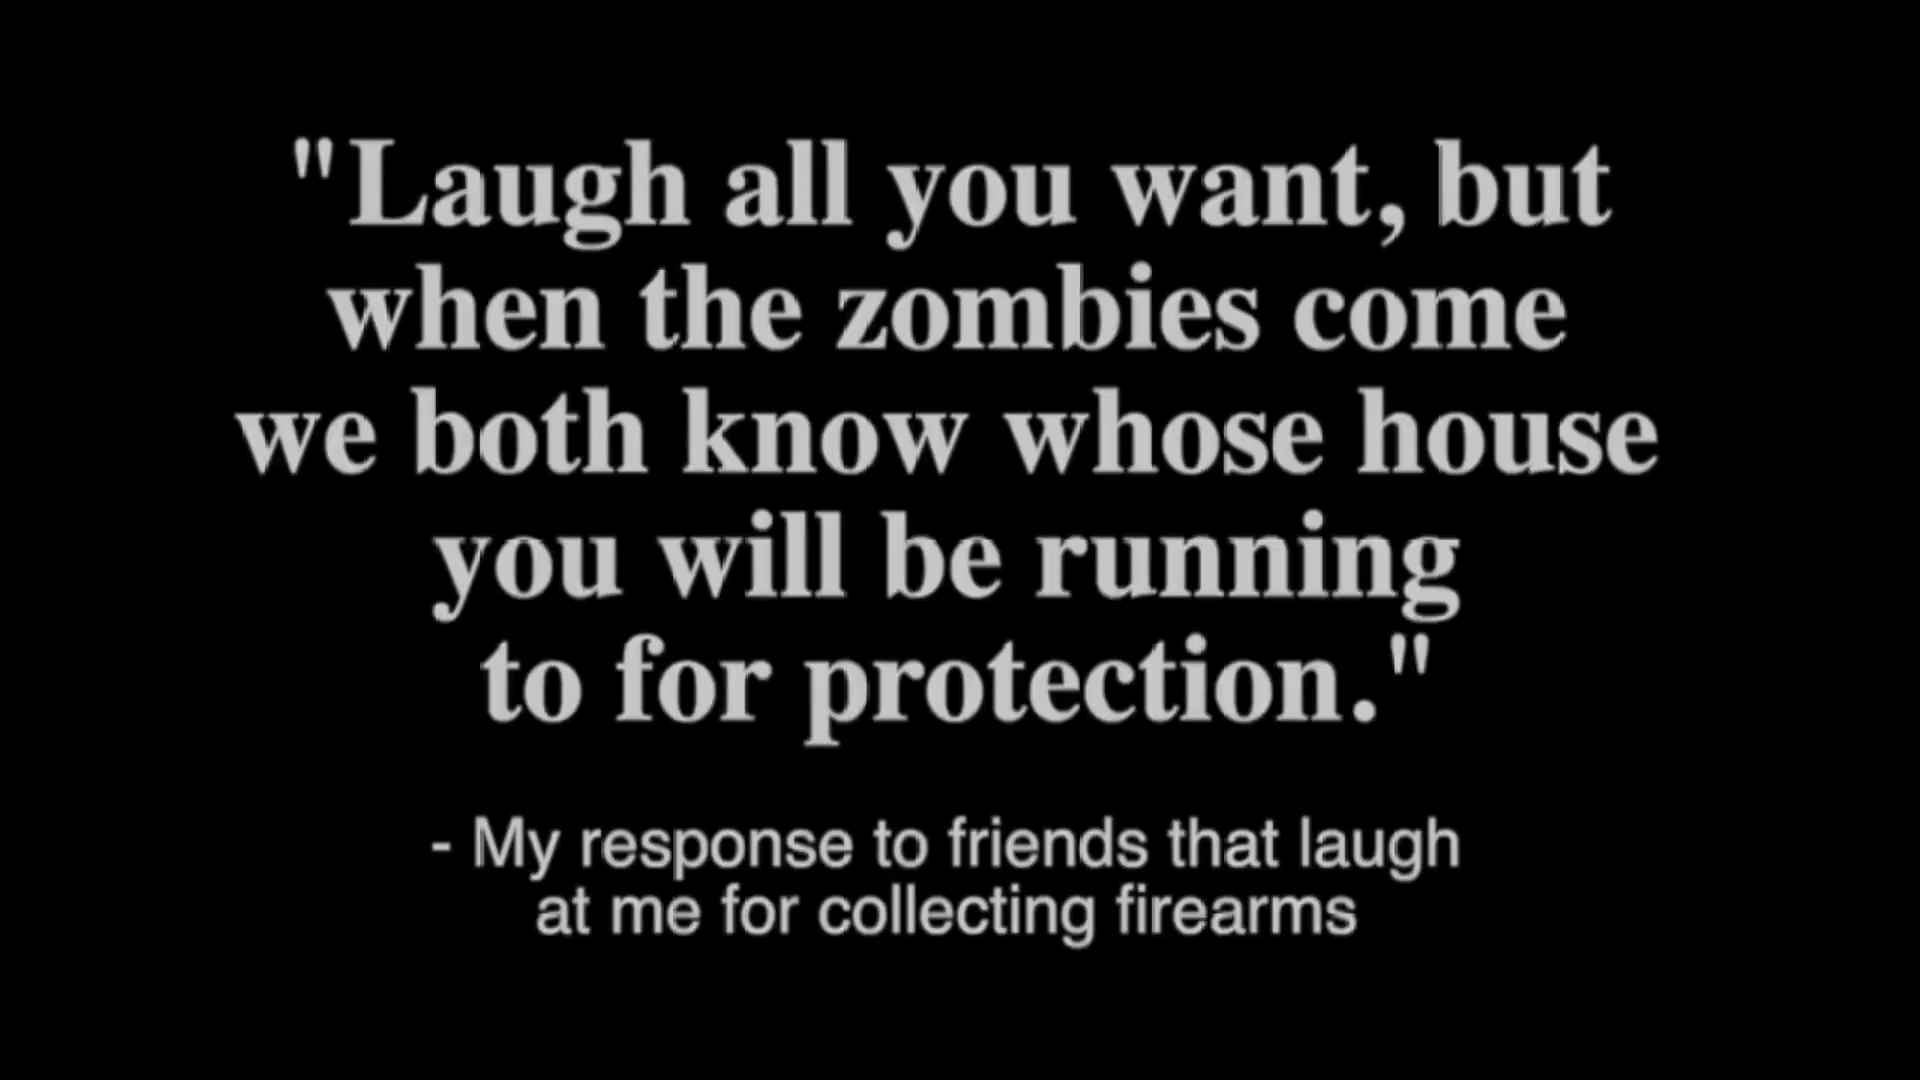 "Laugh all you want, but
when the zombies come
we both know whose house
you will be running
to for protection."
- My response to friends that laugh
at me for collecting firearms